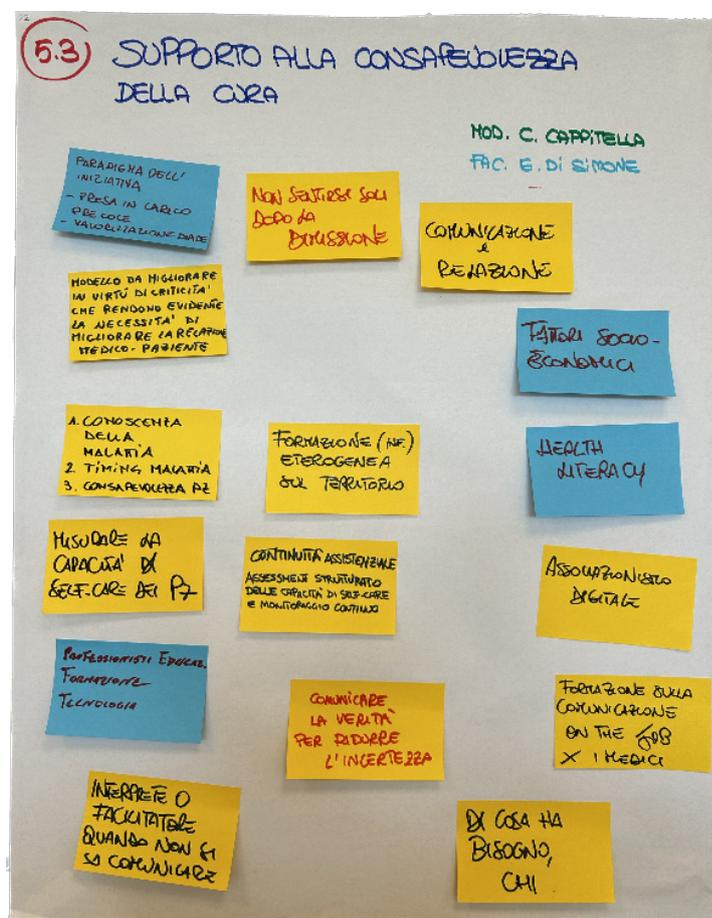 5.3) SUPPORTO ALLA CONSAPEVOLEZZA
DELLA CURA
MOD. C. CAPPITELLA
FAC. E. DI SIMONE
PARADIGMA DELL'
INIZIATIVA
- PRESA IN CARICO
PRECOCE
- VALORIZZAZIONE DIADE
NON SENTIRSI SOLI
DOPO LA
DIMISSIONE
COMUNICAZIONE
e
RELAZIONE
MODELLO DA MIGLIORARE
IN VIRTÚ DI CRITICITA'
CHE RENDONO EVIDENTE
LA NECESSITA' DI
MIGLIORARE LA RELAZIONE
MEDICO-PAZIENTE
FATTORI SOCIO-
ECONOMICI
1. CONOSCENZA
DELLA
MALATTIA
2. TIMING MALATTIA
3. CONSAPEVOLEZZA PZ
FORMAZIONE (INF.)
ETEROGENEA
SUL TERRITORIO
HEALTH
LITERACY
MISURARE LA
CAPACITA' DI
SELF-CARE DEI PZ
CONTINUITÀ ASSISTENZIALE
ASSESSMENT STRUTTURATO
DELLE CAPACITÀ DI SELF-CARE
E MONITORAGGIO CONTINUO
ASSOCIAZIONISMO
DIGITALE
PROFESSIONISTI EDUCAZ.
FORMAZIONE
TECNOLOGIA
COMUNICARE
LA VERITÀ
PER RIDURRE
L'INCERTEZZA
FORMAZIONE SULLA
COMUNICAZIONE
ON THE JOB
X I MEDICI
INTERPRETE O
FACILITATORE
QUANDO NON SI
SA COMUNICARE
DI COSA HA
BISOGNO,
CHI